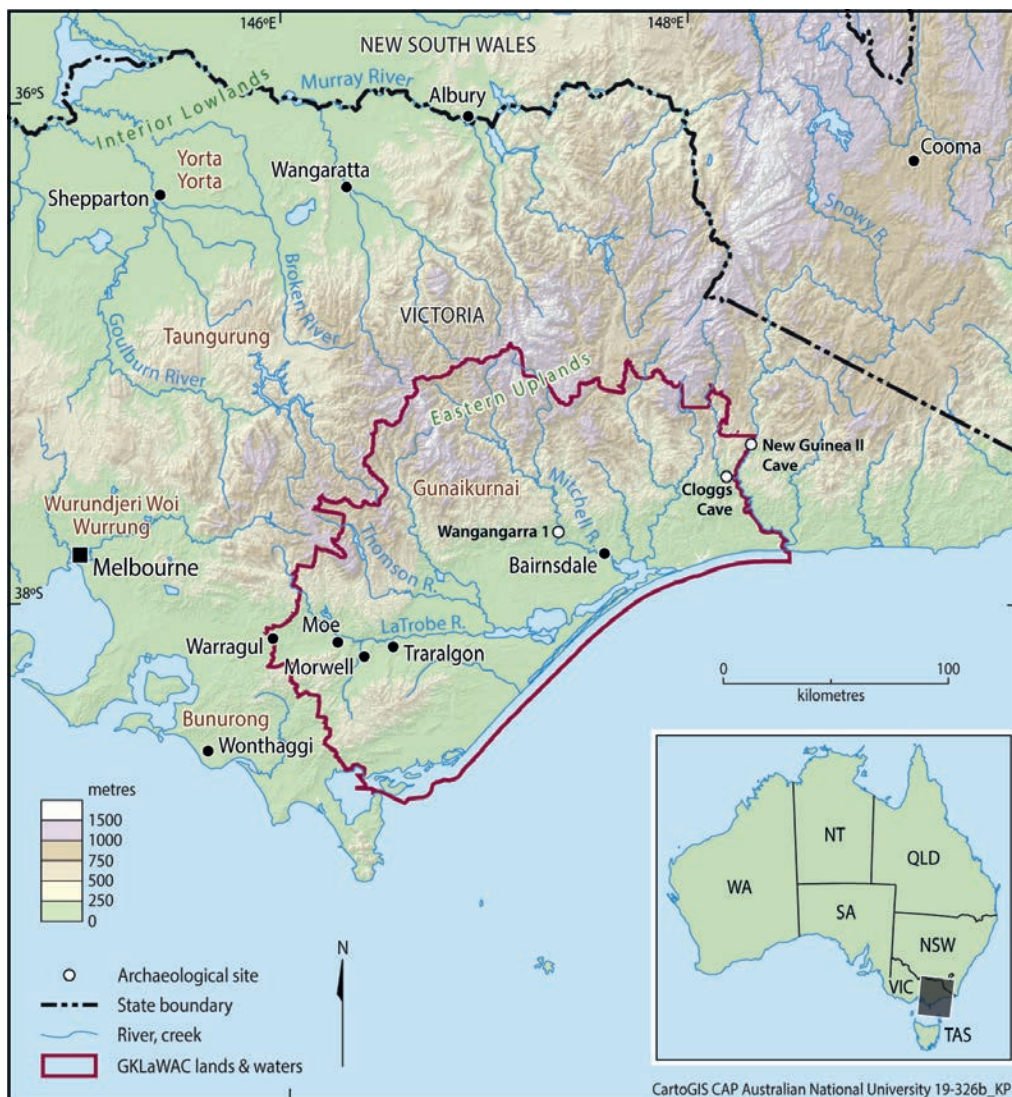 146°E
148°E
NEW SOUTH WALES
36°S
Interior Lowlands
Murray River
Albury
Cooma
Yorta
Yorta
Wangaratta
Shepparton
Snowy R.
Broken River
VICTORIA
Taungurung
Goulburn River
Eastern Uplands
New Guinea II
Cave
Cloggs
Cave
Gunaikurnai
Mitchell R.
Wurundjeri Woi
Wurrung
Wangangarra 1
Melbourne
Thomson R.
Bairnsdale
38°S
Moe
LaTrobe R.
Warragul
Morwell
Traralgon
0
100
kilometres
Bunurong
Wonthaggi
metres
1500
1000
750
500
250
0
N
Archaeological site
State boundary
River, creek
GKLaWAC lands & waters
NT
QLD
WA
SA
NSW
VIC
TAS
CartoGIS CAP Australian National University 19-326b_KP